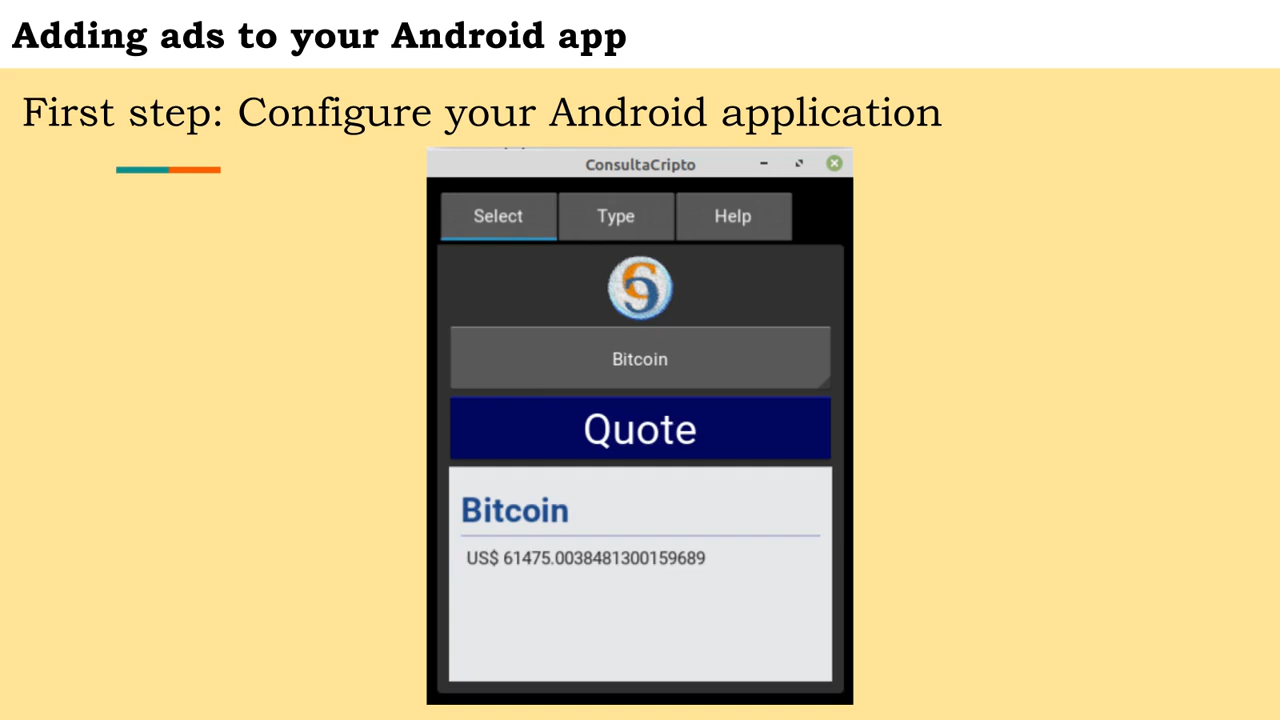 Adding ads to your Android app
First step: Configure your Android application
ConsultaCripto
Select Type Help
Bitcoin
Quote
Bitcoin
US$ 61475.0038481300159689